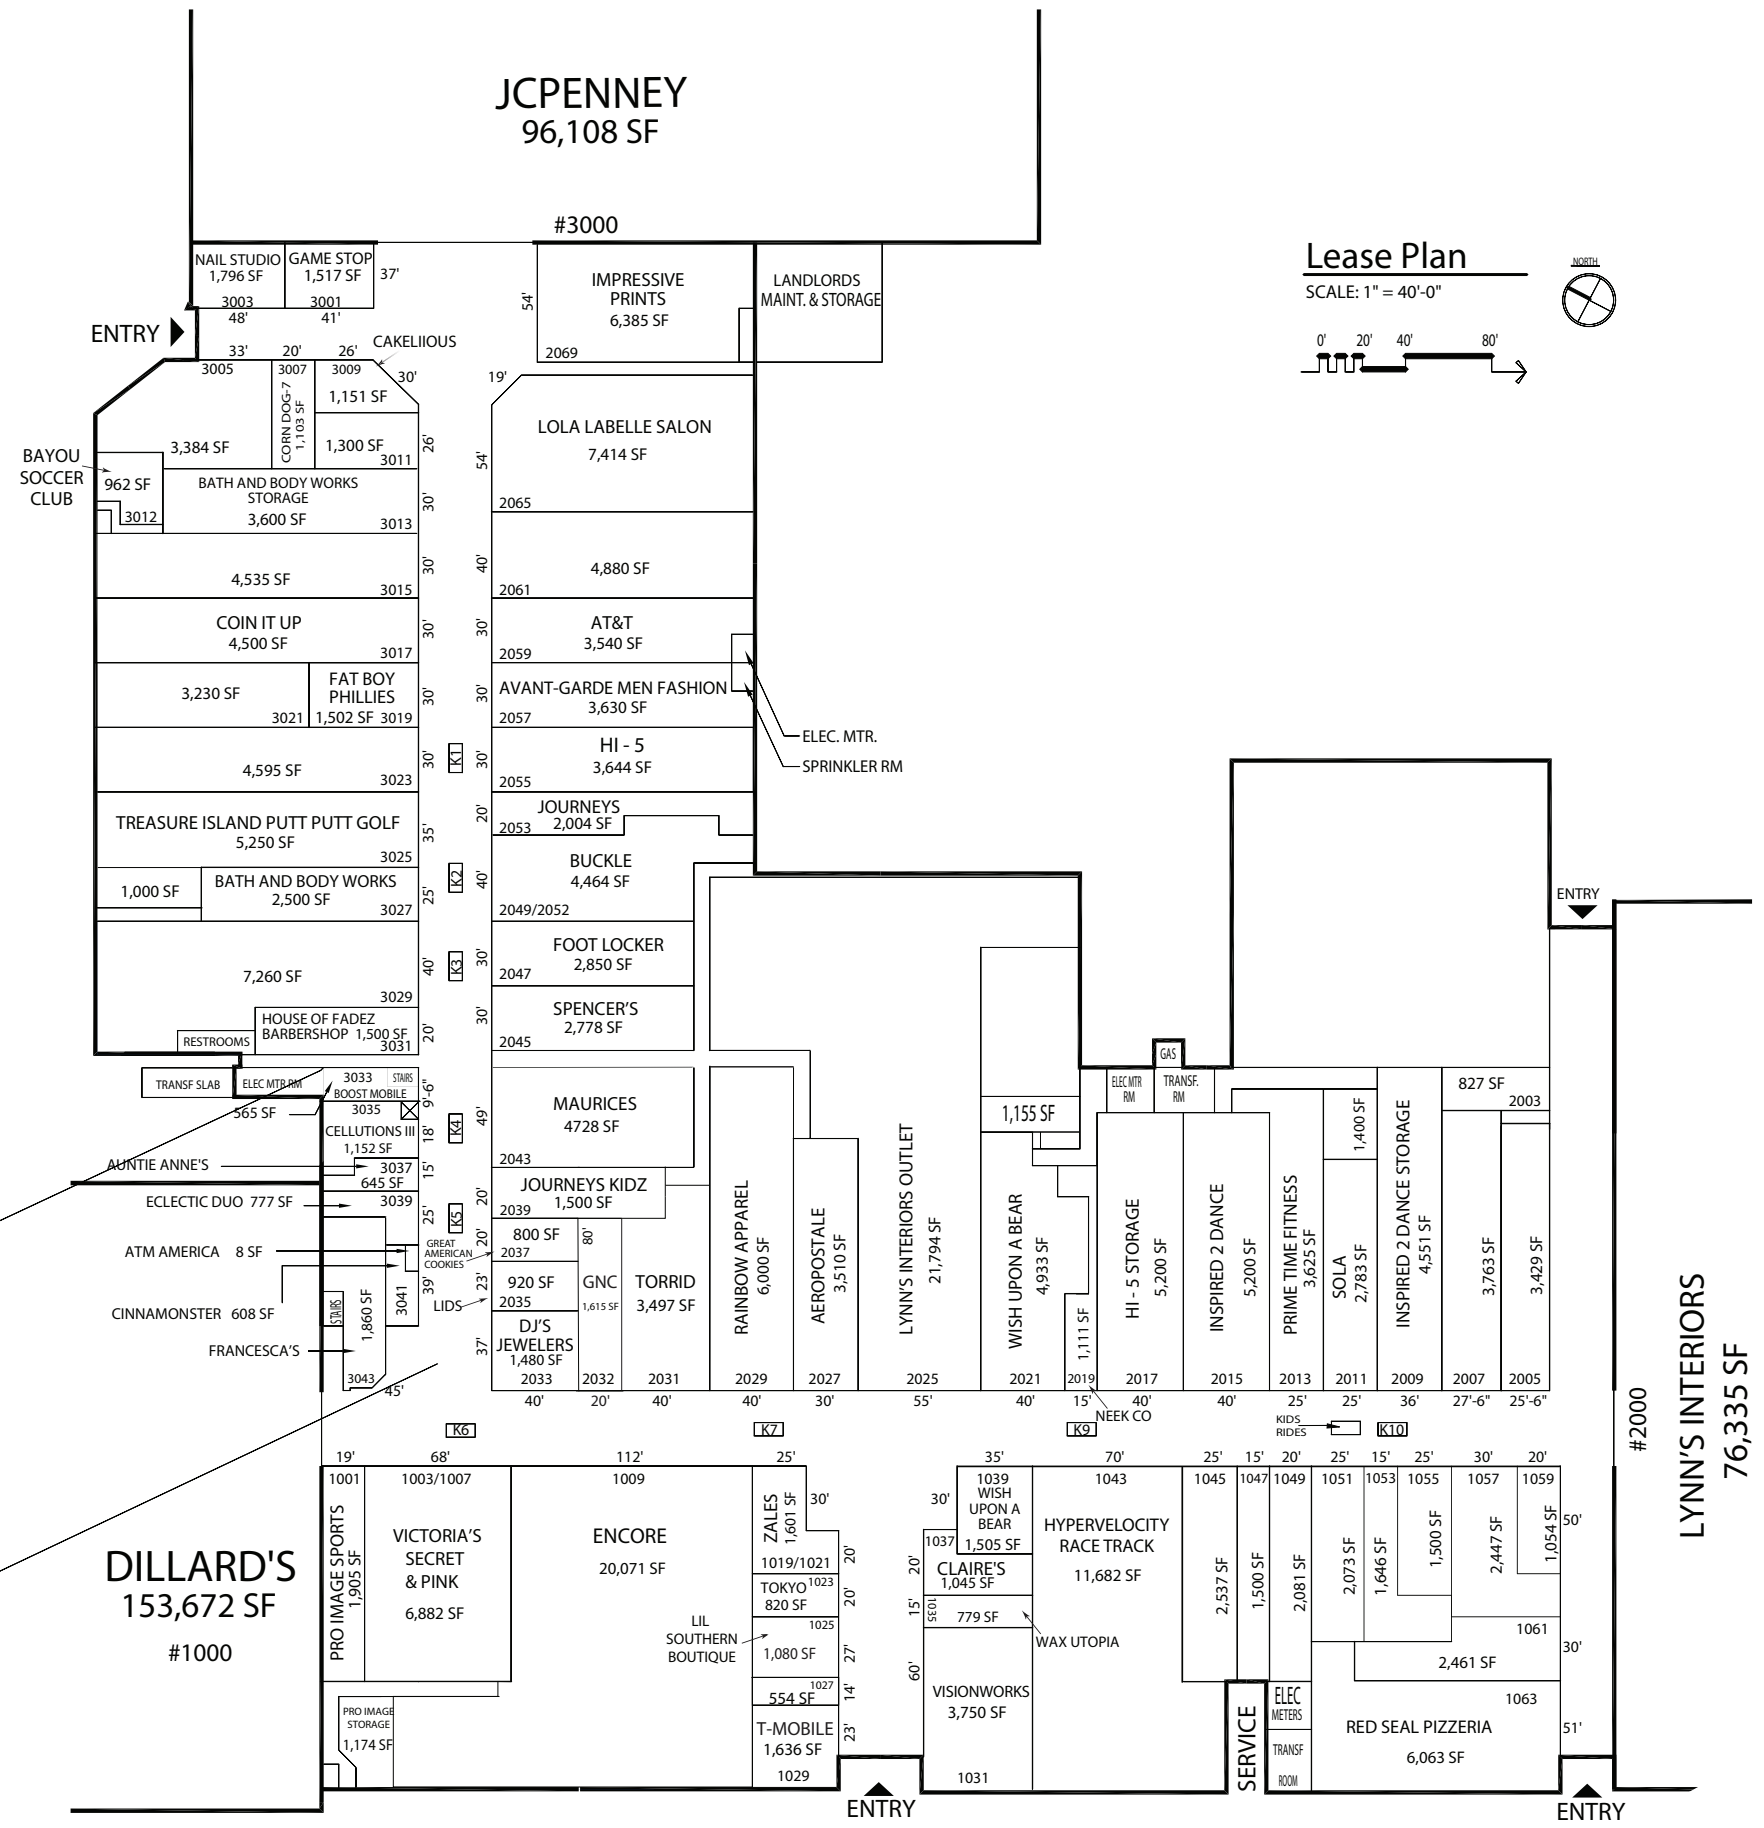 JCPENNEY
96,108 SF
#3000
Lease Plan
SCALE: 1" = 40'-0"
NORTH
0' 20' 40' 80'
NAIL STUDIO
1,796 SF
3003
48'
GAME STOP
1,517 SF
3001
41'
37'
ENTRY
IMPRESSIVE
PRINTS
6,385 SF
2069
54'
LANDLORDS
MAINT. & STORAGE
33'
3005
3,384 SF
20'
3007
CORN DOG-7
1,103 SF
26'
3009
1,151 SF
CAKELIIOUS
30'
1,300 SF
3011
26'
BAYOU
SOCCER
CLUB
962 SF
3012
BATH AND BODY WORKS
STORAGE
3,600 SF
3013
30'
4,535 SF
3015
30'
COIN IT UP
4,500 SF
3017
30'
3,230 SF
3021
FAT BOY
PHILLIES
1,502 SF 3019
30'
4,595 SF
3023
30'
TREASURE ISLAND PUTT PUTT GOLF
5,250 SF
3025
35'
1,000 SF
BATH AND BODY WORKS
2,500 SF
3027
25'
7,260 SF
3029
40'
HOUSE OF FADEZ
BARBERSHOP 1,500 SF
3031
20'
RESTROOMS
TRANSF SLAB
ELEC MTR RM
3033
BOOST MOBILE
STAIRS
9'-6"
565 SF
3035
CELLUTIONS III
1,152 SF
18'
AUNTIE ANNE'S
3037
645 SF
15'
ECLECTIC DUO 777 SF
3039
25'
ATM AMERICA 8 SF
CINNAMONSTER 608 SF
3041
39'
FRANCESCA'S
STAIRS
1,860 SF
3043
45'
K1
K2
K3
K4
K5
19'
LOLA LABELLE SALON
7,414 SF
2065
54'
4,880 SF
2061
40'
AT&T
3,540 SF
2059
30'
AVANT-GARDE MEN FASHION
3,630 SF
2057
30'
ELEC. MTR.
SPRINKLER RM
HI - 5
3,644 SF
2055
30'
JOURNEYS
2,004 SF
2053
20'
BUCKLE
4,464 SF
2049/2052
40'
FOOT LOCKER
2,850 SF
2047
30'
SPENCER'S
2,778 SF
2045
30'
MAURICES
4728 SF
2043
49'
JOURNEYS KIDZ
1,500 SF
2039
20'
GREAT
AMERICAN
COOKIES
800 SF
2037
20'
LIDS
920 SF
2035
23'
DJ'S
JEWELERS
1,480 SF
2033
37'
40'
80'
GNC
1,615 SF
2032
20'
TORRID
3,497 SF
2031
40'
RAINBOW APPAREL
6,000 SF
2029
40'
AEROPOSTALE
3,510 SF
2027
30'
LYNN'S INTERIORS OUTLET
21,794 SF
2025
55'
1,155 SF
WISH UPON A BEAR
4,933 SF
2021
40'
1,111 SF
2019
15'
NEEK CO
ELEC MTR
RM
GAS
TRANSF.
RM
HI - 5 STORAGE
5,200 SF
2017
40'
INSPIRED 2 DANCE
5,200 SF
2015
40'
PRIME TIME FITNESS
3,625 SF
2013
25'
1,400 SF
SOLA
2,783 SF
2011
25'
INSPIRED 2 DANCE STORAGE
4,551 SF
2009
36'
827 SF
2003
3,763 SF
2007
27'-6"
3,429 SF
2005
25'-6"
ENTRY
LYNN'S INTERIORS
76,335 SF
#2000
K6
K7
K9
KIDS
RIDES
K10
DILLARD'S
153,672 SF
#1000
19'
1001
PRO IMAGE SPORTS
1,905 SF
68'
1003/1007
VICTORIA'S
SECRET
& PINK
6,882 SF
PRO IMAGE
STORAGE
1,174 SF
112'
1009
ENCORE
20,071 SF
25'
ZALES
1,601 SF
1019/1021
30'
20'
TOKYO 1023
820 SF
20'
LIL
SOUTHERN
BOUTIQUE
1025
1,080 SF
27'
1027
554 SF
14'
T-MOBILE
1,636 SF
1029
23'
ENTRY
35'
1039
WISH
UPON A
BEAR
1,505 SF
30'
1037
CLAIRE'S
1,045 SF
20'
1035
779 SF
15'
WAX UTOPIA
VISIONWORKS
3,750 SF
1031
60'
70'
1043
HYPERVELOCITY
RACE TRACK
11,682 SF
25'
1045
2,537 SF
15'
1047
1,500 SF
20'
1049
2,081 SF
25'
1051
2,073 SF
15'
1053
1,646 SF
25'
1055
1,500 SF
30'
1057
2,447 SF
20'
1059
1,054 SF
50'
1061
2,461 SF
30'
1063
RED SEAL PIZZERIA
6,063 SF
51'
SERVICE
ELEC
METERS
TRANSF
ROOM
ENTRY